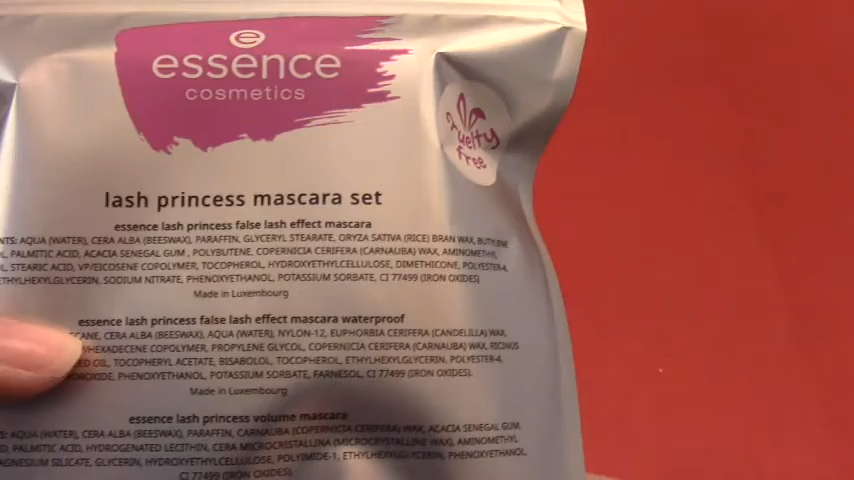 essence
cosmetics
cruelty
free
lash princess mascara set
essence lash princess false lash effect mascara
AQUA (WATER), CERA ALBA (BEESWAX), PARAFFIN, GLYCERYL STEARATE, ORYZA SATIVA (RICE) BRAN WAX, BUTYLENE
PALMITIC ACID, ACACIA SENEGAL GUM, POLYBUTENE, COPERNICIA CERIFERA (CARNAUBA) WAX, AMINOMETHYL
STEARIC ACID, VP/EICOSENE COPOLYMER, TOCOPHEROL, HYDROXYETHYLCELLULOSE, DIMETHICONE, POLYESTER-4,
SODIUM NITRATE, PHENOXYETHANOL, POTASSIUM SORBATE, CI 77499 (IRON OXIDES)
Made in Luxembourg
essence lash princess false lash effect mascara waterproof
CERA ALBA (BEESWAX), AQUA (WATER), NYLON-12, EUPHORBIA CERIFERA (CANDELILLA) WAX,
COPOLYMER, PROPYLENE GLYCOL, COPERNICIA CERIFERA (CARNAUBA) WAX, RICINUS
OIL, TOCOPHERYL ACETATE, BISABOLOL, TOCOPHEROL, ETHYLHEXYLGLYCERIN, POLYESTER-4,
PHENOXYETHANOL, POTASSIUM SORBATE, FARNESOL, CI 77499 (IRON OXIDES)
Made in Luxembourg
essence lash princess volume mascara
AQUA (WATER), CERA ALBA (BEESWAX), PARAFFIN, COPERNICIA CERIFERA (CARNAUBA) WAX, ACACIA SENEGAL GUM,
PALMITIC ACID, HYDROGENATED LECITHIN, CERA MICROCRISTALLINA (MICROCRYSTALLINE WAX), AMINOMETHYL
SILICATE, GLYCERIN, HYDROXYETHYLCELLULOSE, POLYIMIDE-1, ETHYLHEXYLGLYCERIN, PHENOXYETHANOL,
CI 77499 (IRON OXIDES)